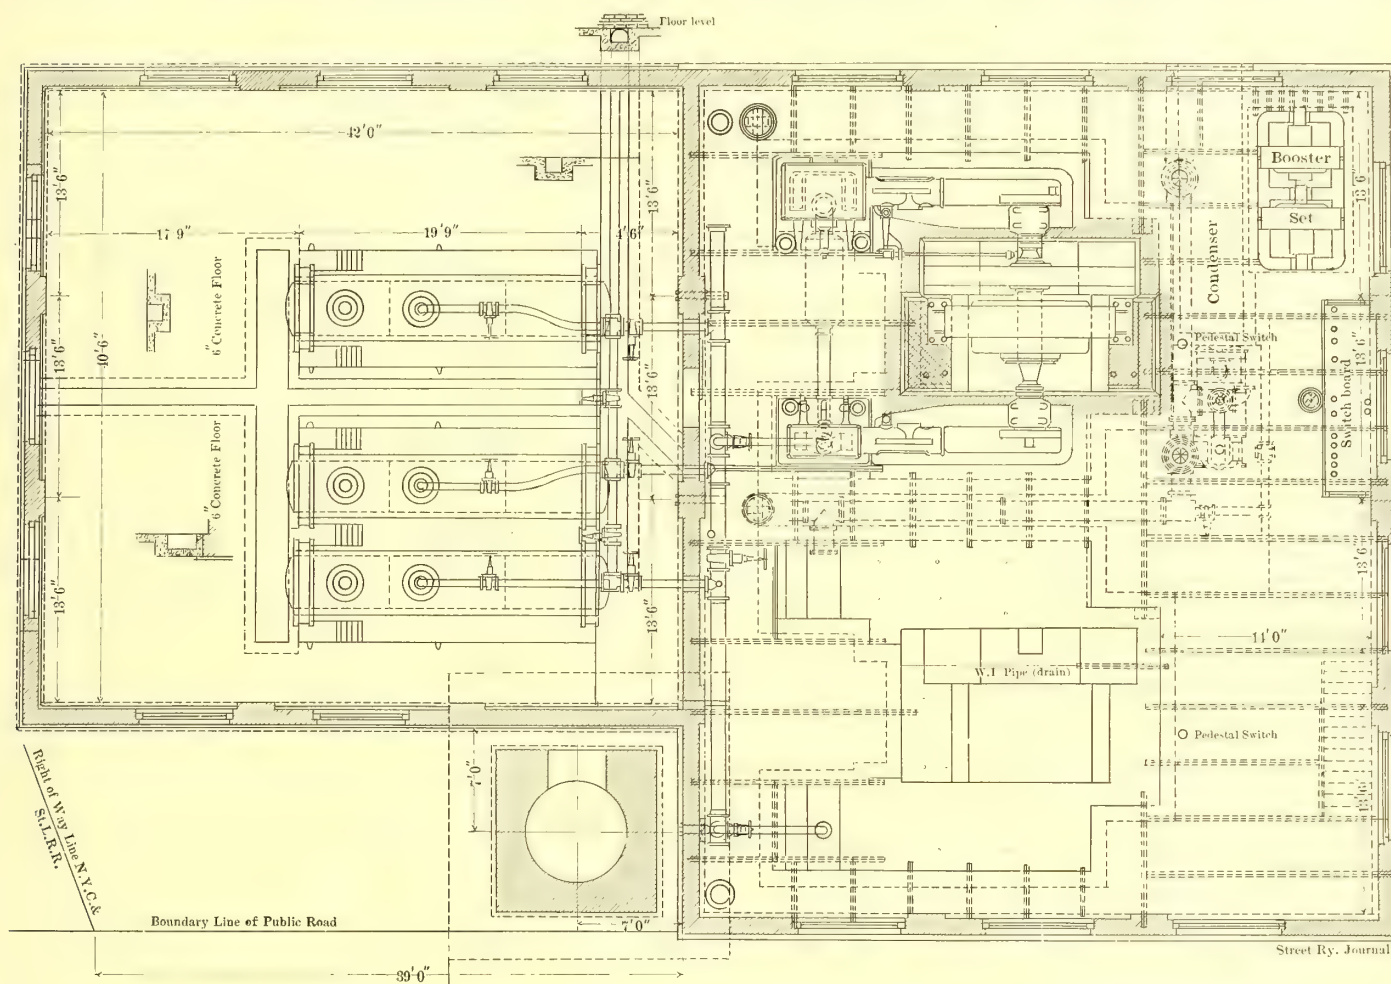 Floor level
42'0"
13'6"
40'-6"
13'6"
Booster
Set
13'6
17'9"
19'9"
4'6"
6" Concrete Floor
Condenser
Pedestal Switch
13'6"
13'6"
13'6"
Switch board
6" Concrete Floor
13'6"
13'6"
13'6"
11'0"
W.I Pipe (drain)
Pedestal Switch
13'6"
7'0"
Right of Way Line N.Y.C.&
St.L.R.R.
Boundary Line of Public Road
7'0"
39'0"
Street Ry. Journal